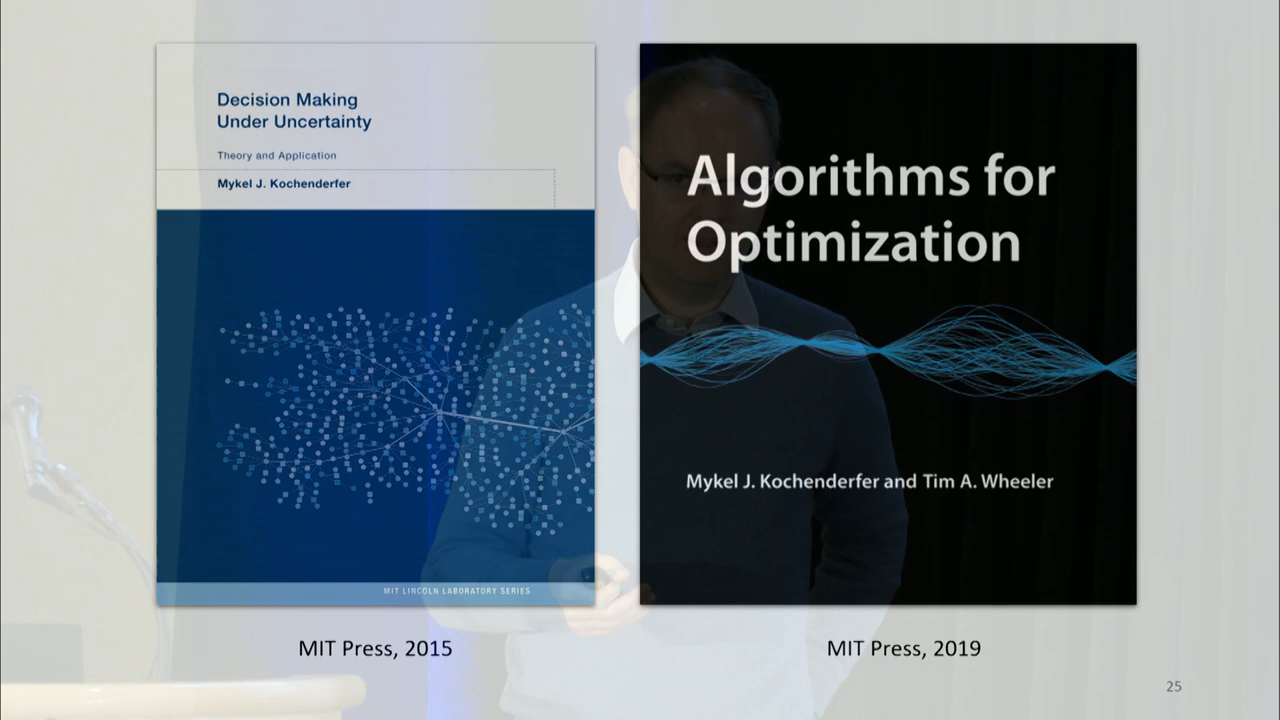 Decision Making
Under Uncertainty
Theory and Application
Mykel J. Kochenderfer
MIT LINCOLN LABORATORY SERIES
MIT Press, 2015
Algorithms for
Optimization
Mykel J. Kochenderfer and Tim A. Wheeler
MIT Press, 2019
25